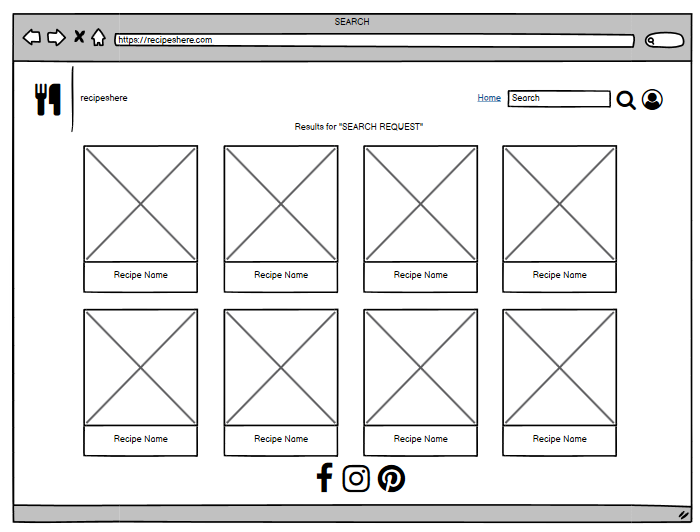 SEARCH
https://recipeshere.com
recipeshere
Home
Search
Results for "SEARCH REQUEST"
Recipe Name
Recipe Name
Recipe Name
Recipe Name
Recipe Name
Recipe Name
Recipe Name
Recipe Name